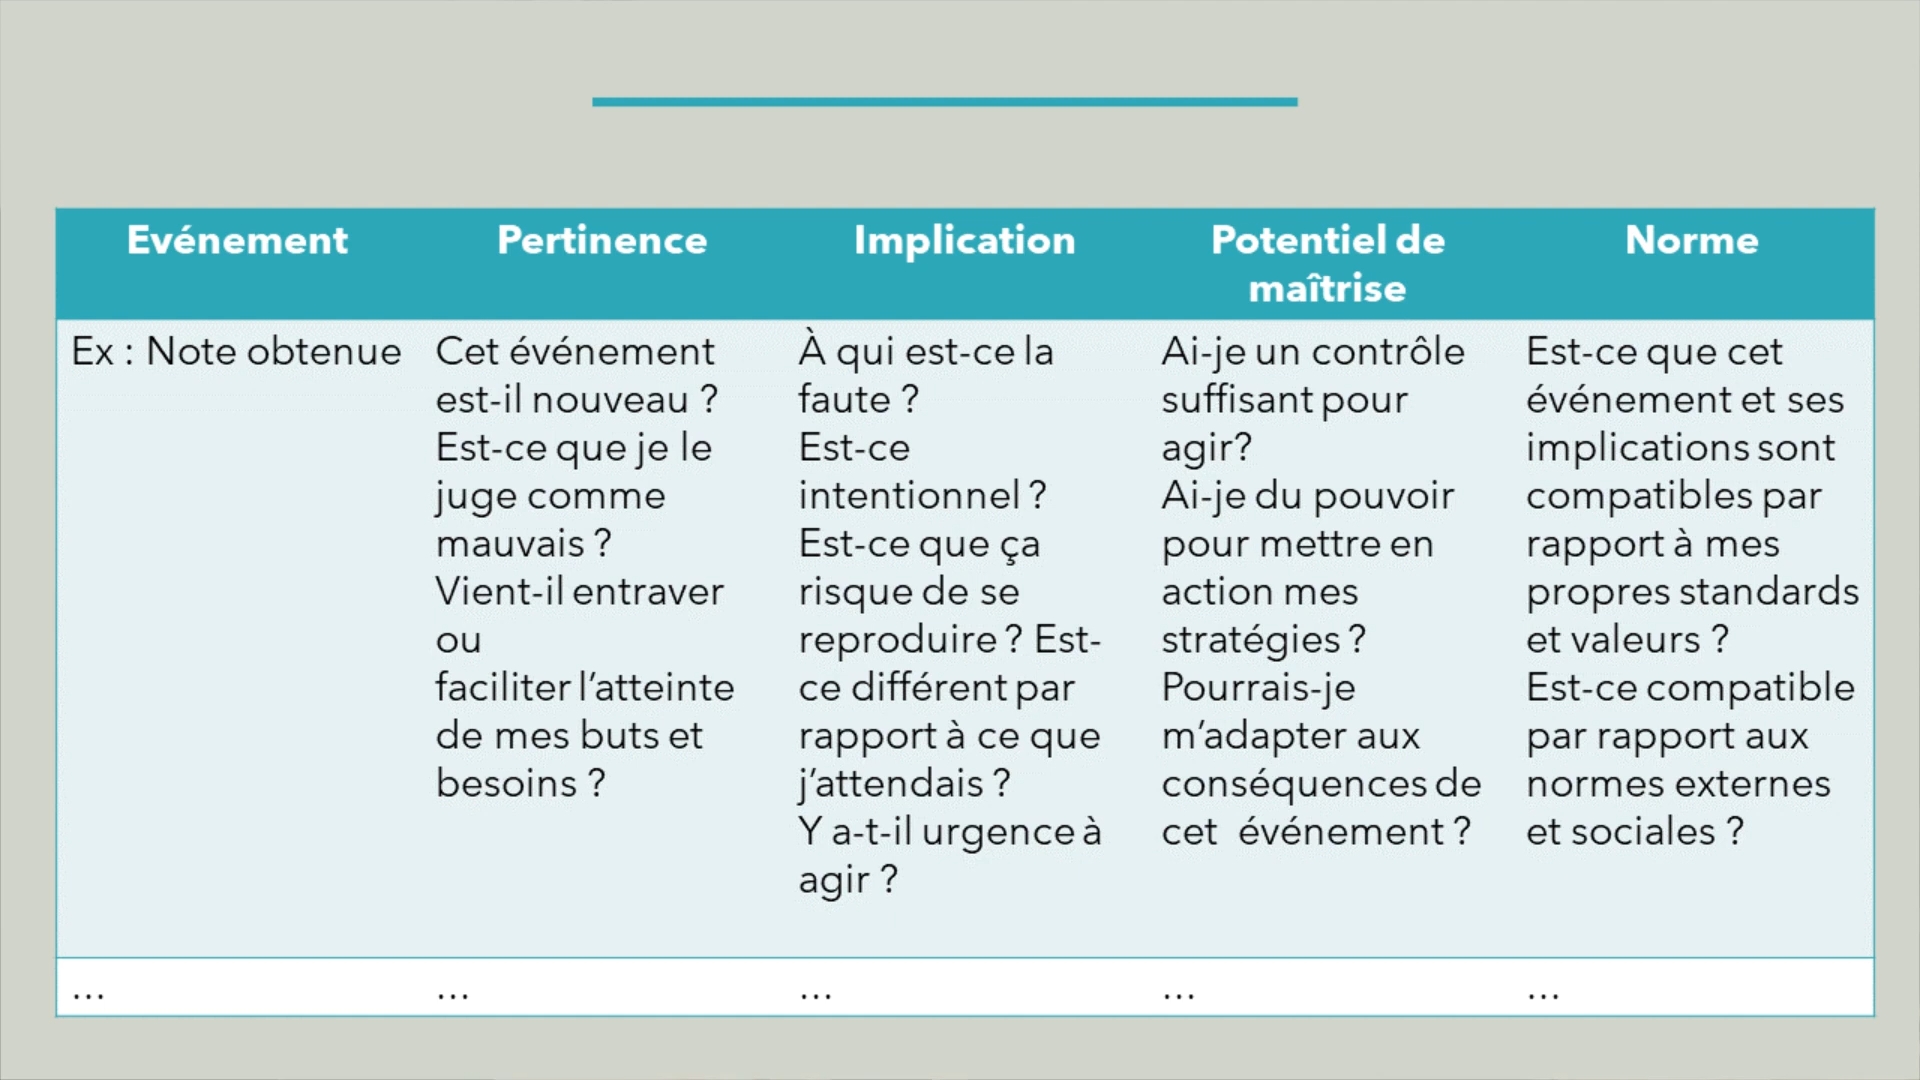 Evénement
Pertinence
Implication
Potentiel de
maîtrise
Norme
Ex : Note obtenue
Cet événement
est-il nouveau ?
Est-ce que je le
juge comme
mauvais ?
Vient-il entraver
ou
faciliter l’atteinte
de mes buts et
besoins ?
À qui est-ce la
faute ?
Est-ce
intentionnel ?
Est-ce que ça
risque de se
reproduire ? Est-
ce différent par
rapport à ce que
j’attendais ?
Y a-t-il urgence à
agir ?
Ai-je un contrôle
suffisant pour
agir?
Ai-je du pouvoir
pour mettre en
action mes
stratégies ?
Pourrais-je
m’adapter aux
conséquences de
cet événement ?
Est-ce que cet
événement et ses
implications sont
compatibles par
rapport à mes
propres standards
et valeurs ?
Est-ce compatible
par rapport aux
normes externes
et sociales ?
…
…
…
…
…